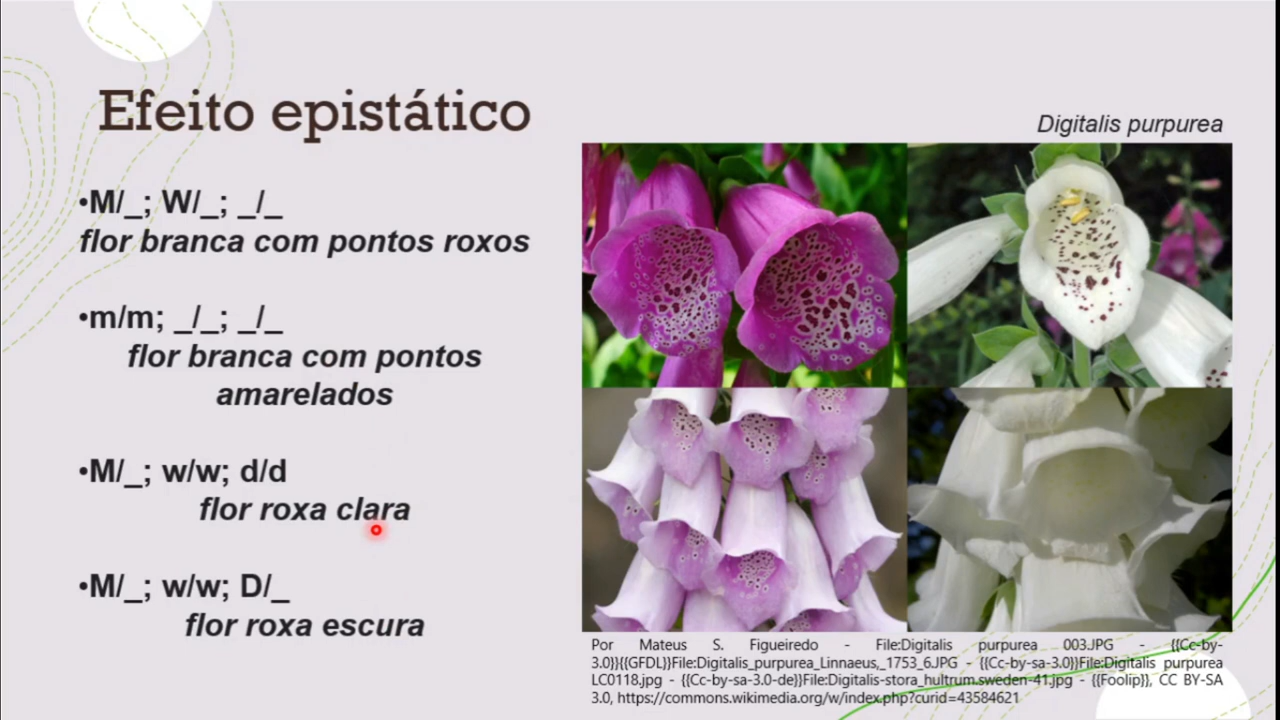 Efeito epistático
Digitalis purpurea
•M/_; W/_; _/_
flor branca com pontos roxos
•m/m; _/_; _/_
flor branca com pontos
amarelados
•M/_; w/w; d/d
flor roxa clara
•M/_; w/w; D/_
flor roxa escura
Por Mateus S. Figueiredo - File:Digitalis purpurea 003.JPG - {{Cc-by-
3.0}}{{GFDL}}File:Digitalis_purpurea_Linnaeus,_1753_6.JPG - {{Cc-by-sa-3.0}}File:Digitalis purpurea
LC0118.jpg - {{Cc-by-sa-3.0-de}}File:Digitalis-stora_hultrum.sweden-41.jpg - {{Foolip}}, CC BY-SA
3.0, https://commons.wikimedia.org/w/index.php?curid=43584621